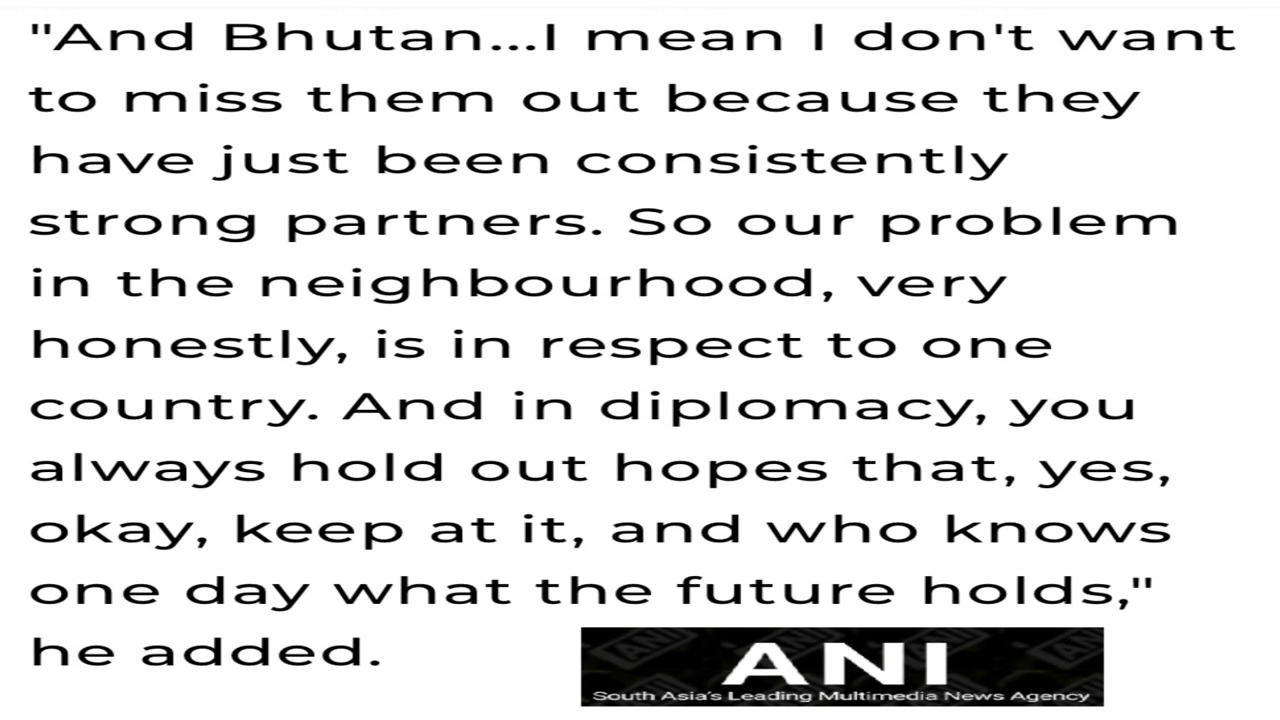 "And Bhutan...I mean I don't want
to miss them out because they
have just been consistently
strong partners. So our problem
in the neighbourhood, very
honestly, is in respect to one
country. And in diplomacy, you
always hold out hopes that, yes,
okay, keep at it, and who knows
one day what the future holds,"
he added.
ANI
South Asia's Leading Multimedia News Agency